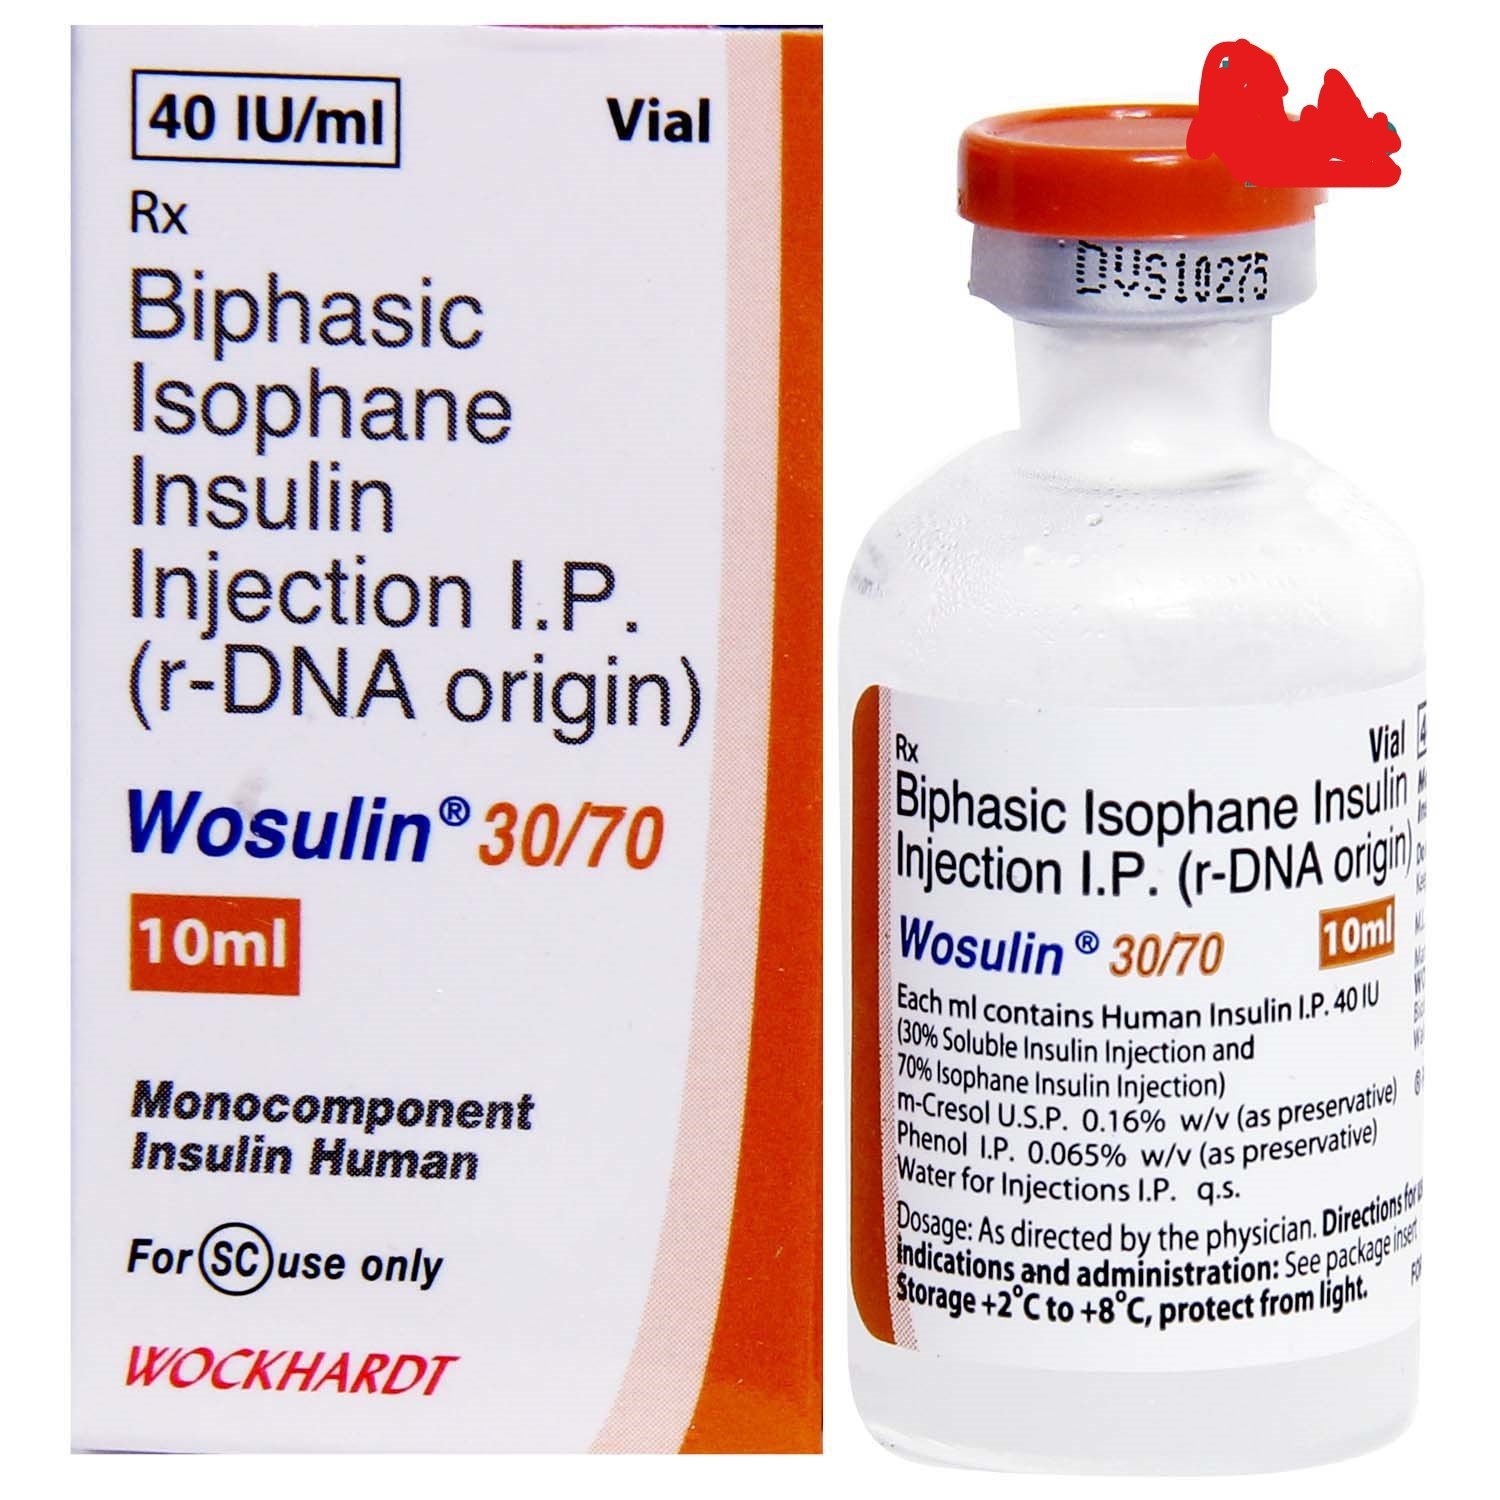 40 IU/ml
Vial
Rx
Biphasic
Isophane
Insulin
Injection I.P.
(r-DNA origin)
Wosulin® 30/70
10ml
Monocomponent
Insulin Human
For SC use only
WOCKHARDT
DVS10275
Rx
Vial
Biphasic Isophane Insulin
Injection I.P. (r-DNA origin)
Wosulin® 30/70
10ml
Each ml contains Human Insulin I.P. 40 IU
(30% Soluble Insulin Injection and
70% Isophane Insulin Injection)
m-Cresol U.S.P. 0.16% w/v (as preservative)
Phenol I.P. 0.065% w/v (as preservative)
Water for Injections I.P. q.s.
Dosage: As directed by the physician. Directions for
indications and administration: See package insert
Storage +2°C to +8°C, protect from light.